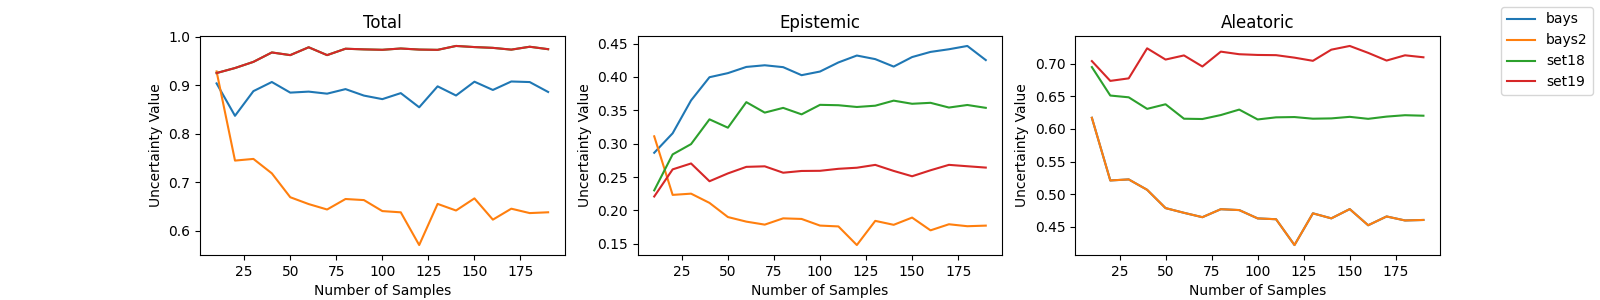 Total
Uncertainty Value
1.0
0.9
0.8
0.7
0.6
25 50 75 100 125 150 175
Number of Samples
Epistemic
Uncertainty Value
0.45
0.40
0.35
0.30
0.25
0.20
0.15
25 50 75 100 125 150 175
Number of Samples
Aleatoric
Uncertainty Value
0.70
0.65
0.60
0.55
0.50
0.45
25 50 75 100 125 150 175
Number of Samples
bays
bays2
set18
set19